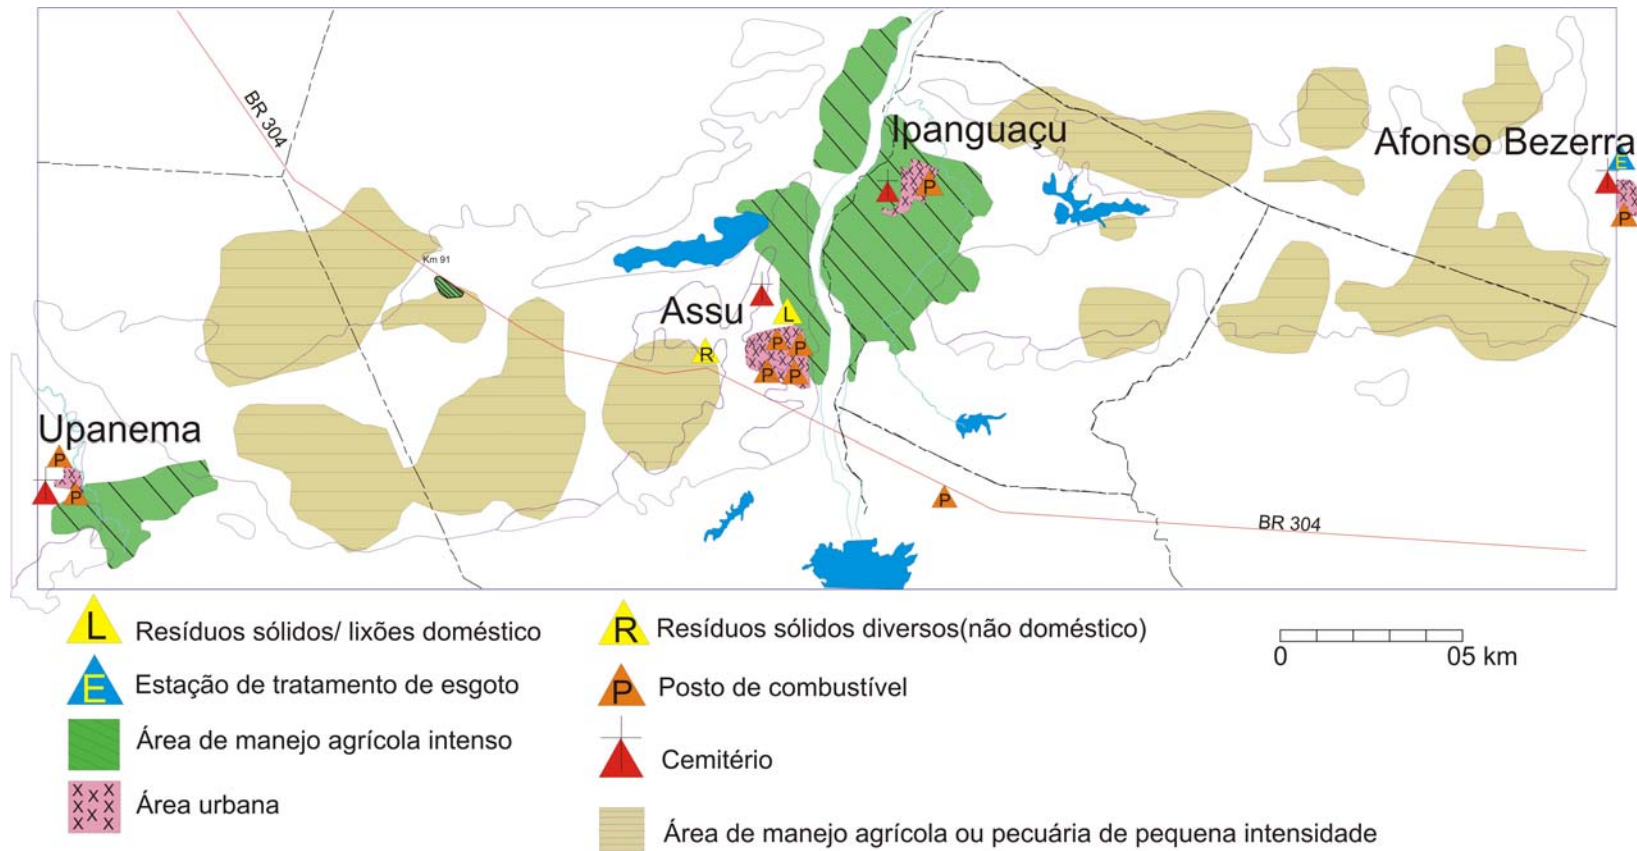 BR 304
Ipanguaçu
Afonso Bezerra
E
P
P
Km 91
Assu
L
R
P
P
P
P
Upanema
P
P
P
BR 304
L Resíduos sólidos/ lixões doméstico
R Resíduos sólidos diversos(não doméstico)
0 05 km
E Estação de tratamento de esgoto
P Posto de combustível
Área de manejo agrícola intenso
Cemitério
Área urbana
Área de manejo agrícola ou pecuária de pequena intensidade